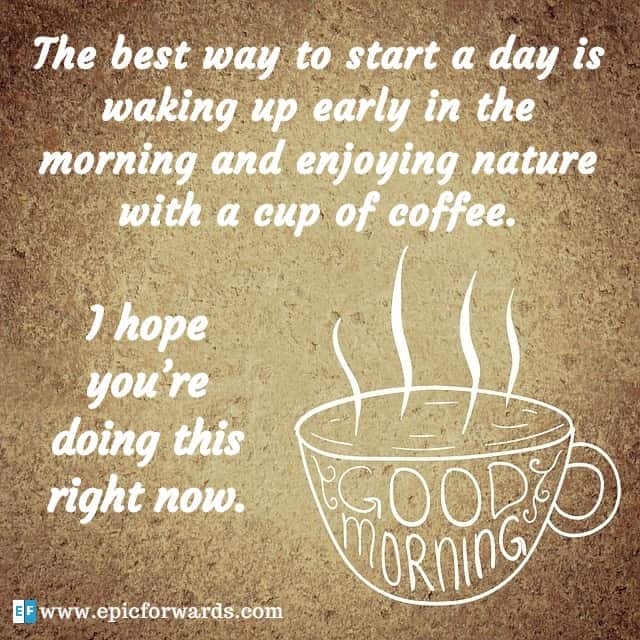 The best way to start a day is
waking up early in the
morning and enjoying nature
with a cup of coffee.
I hope
you're
doing this
right now.
GOOD
MORNING
EF www.epicforwards.com